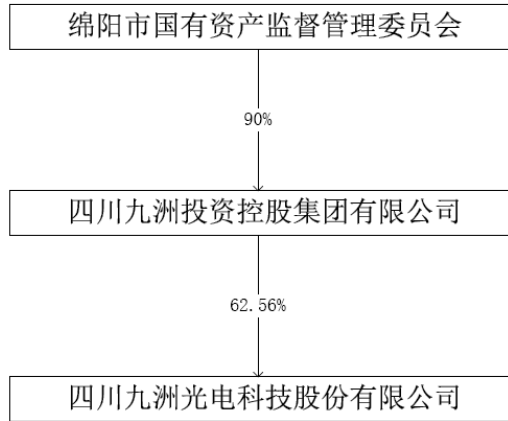 绵阳市国有资产监督管理委员会
90%
四川九洲投资控股集团有限公司
62.56%
四川九洲光电科技股份有限公司